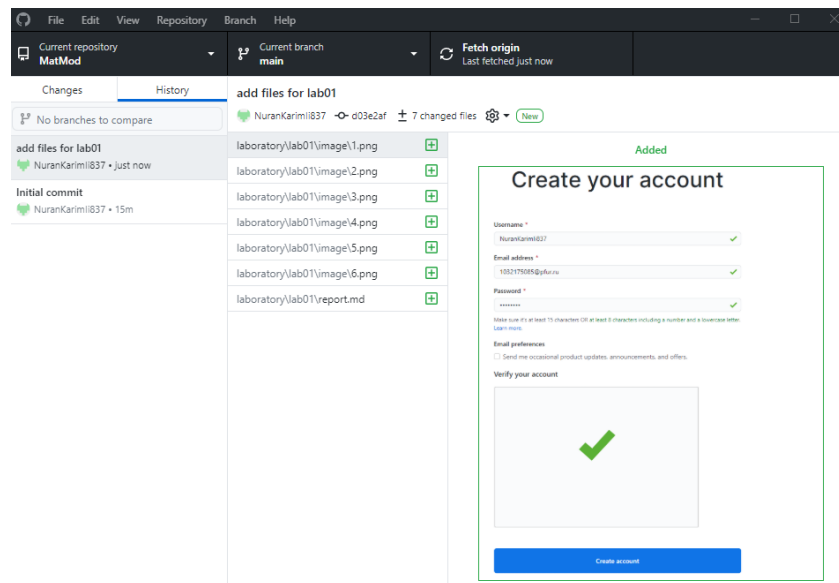 File Edit View Repository Branch Help
Current repository
MatMod
Current branch
main
Fetch origin
Last fetched just now
Changes History
No branches to compare
add files for lab01
NuranKarimli837 • just now
Initial commit
NuranKarimli837 • 15m
add files for lab01
NuranKarimli837 d03e2af 7 changed files New
laboratory\lab01\image\1.png
laboratory\lab01\image\2.png
laboratory\lab01\image\3.png
laboratory\lab01\image\4.png
laboratory\lab01\image\5.png
laboratory\lab01\image\6.png
laboratory\lab01\report.md
Added
Create your account
Username *
NuranKarimli837
Email address *
1032175085@pfur.ru
Password *
••••••••
Make sure it's at least 15 characters OR at least 8 characters including a number and a lowercase letter.
Learn more.
Email preferences
Send me occasional product updates, announcements, and offers.
Verify your account
Create account